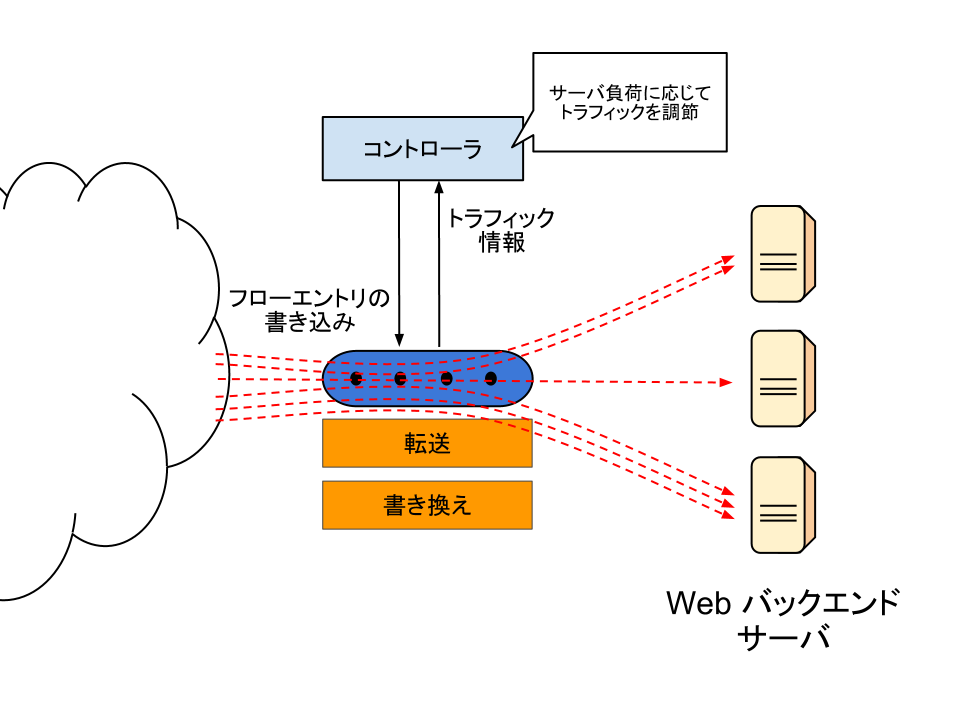 サーバ負荷に応じて
トラフィックを調節
コントローラ
トラフィック
情報
フローエントリの
書き込み
転送
書き換え
Web バックエンド
サーバ